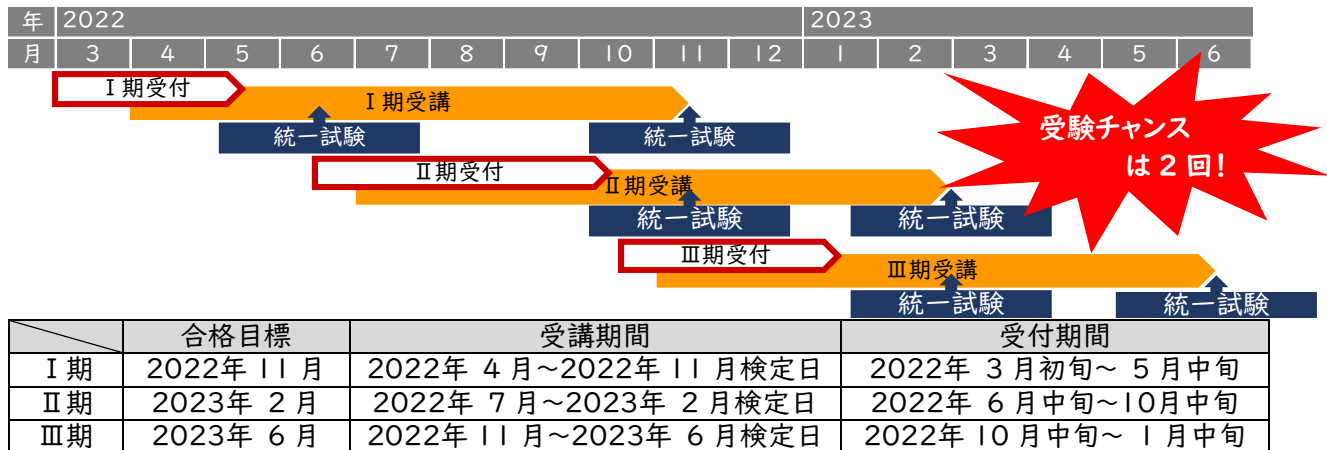 年 2022 2023
月 3 4 5 6 7 8 9 10 11 12 1 2 3 4 5 6
Ⅰ期受付
Ⅰ期受講
統一試験 統一試験
受験チャンス
は2回!
Ⅱ期受付
Ⅱ期受講
統一試験 統一試験
Ⅲ期受付
Ⅲ期受講
統一試験 統一試験
合格目標 受講期間 受付期間
Ⅰ期 2022年 11月 2022年 4月~2022年 11月検定日 2022年 3月初旬~ 5月中旬
Ⅱ期 2023年 2月 2022年 7月~2023年 2月検定日 2022年 6月中旬~10月中旬
Ⅲ期 2023年 6月 2022年 11月~2023年 6月検定日 2022年 10月中旬~ 1月中旬